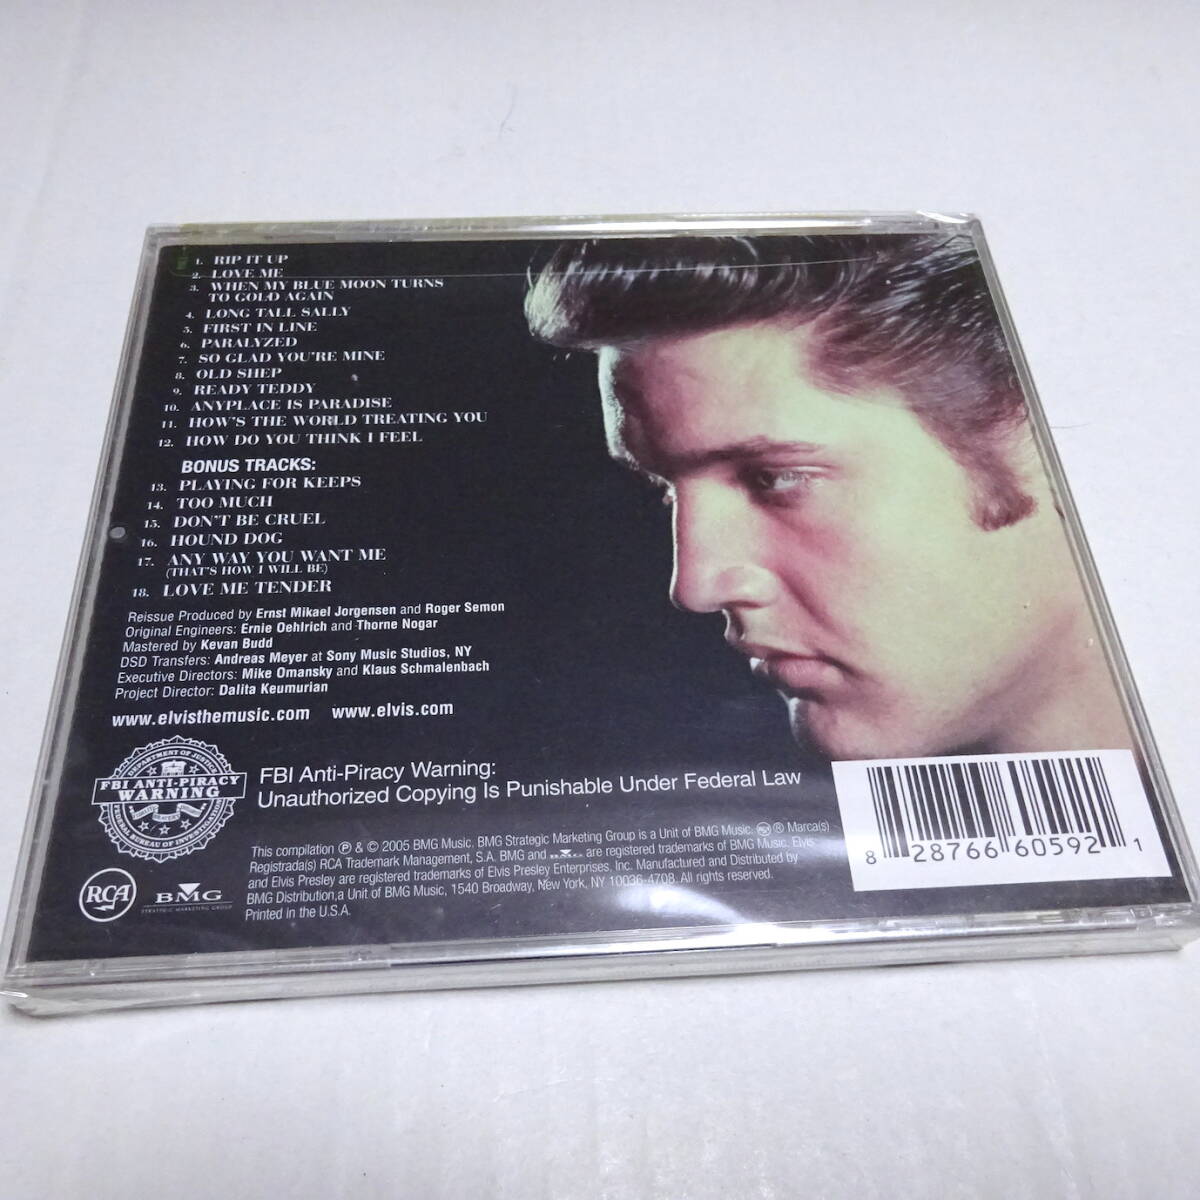 1. RIP IT UP
2. LOVE ME
3. WHEN MY BLUE MOON TURNS
TO GOLD AGAIN
4. LONG TALL SALLY
5. FIRST IN LINE
6. PARALYZED
7. SO GLAD YOU'RE MINE
8. OLD SHEP
9. READY TEDDY
10. ANYPLACE IS PARADISE
11. HOW'S THE WORLD TREATING YOU
12. HOW DO YOU THINK I FEEL
BONUS TRACKS:
13. PLAYING FOR KEEPS
14. TOO MUCH
15. DON'T BE CRUEL
16. HOUND DOG
17. ANY WAY YOU WANT ME
(THAT'S HOW I WILL BE)
18. LOVE ME TENDER
Reissue Produced by Ernst Mikael Jorgensen and Roger Semon
Original Engineers: Ernie Oehlrich and Thorne Nogar
Mastered by Kevan Budd
DSD Transfers: Andreas Meyer at Sony Music Studios, NY
Executive Directors: Mike Omansky and Klaus Schmalenbach
Project Director: Dalita Keumurian
www.elvisthemusic.com www.elvis.com
DEPARTMENT OF JUSTICE
FBI ANTI-PIRACY
WARNING
FIDELITY BRAVERY
FEDERAL BUREAU OF INVESTIGATION
FBI Anti-Piracy Warning:
Unauthorized Copying Is Punishable Under Federal Law
This compilation ℗ & © 2005 BMG Music. BMG Strategic Marketing Group is a Unit of BMG Music. RCA ® Marca(s)
Registrada(s) RCA Trademark Management, S.A. BMG and BMG are registered trademarks of BMG Music. Elvis
and Elvis Presley are registered trademarks of Elvis Presley Enterprises, Inc. Manufactured and Distributed by
BMG Distribution, a Unit of BMG Music, 1540 Broadway, New York, NY 10036-4708. All rights reserved.
Printed in the U.S.A.
RCA
BMG
STRATEGIC MARKETING GROUP
8 28766 60592 1